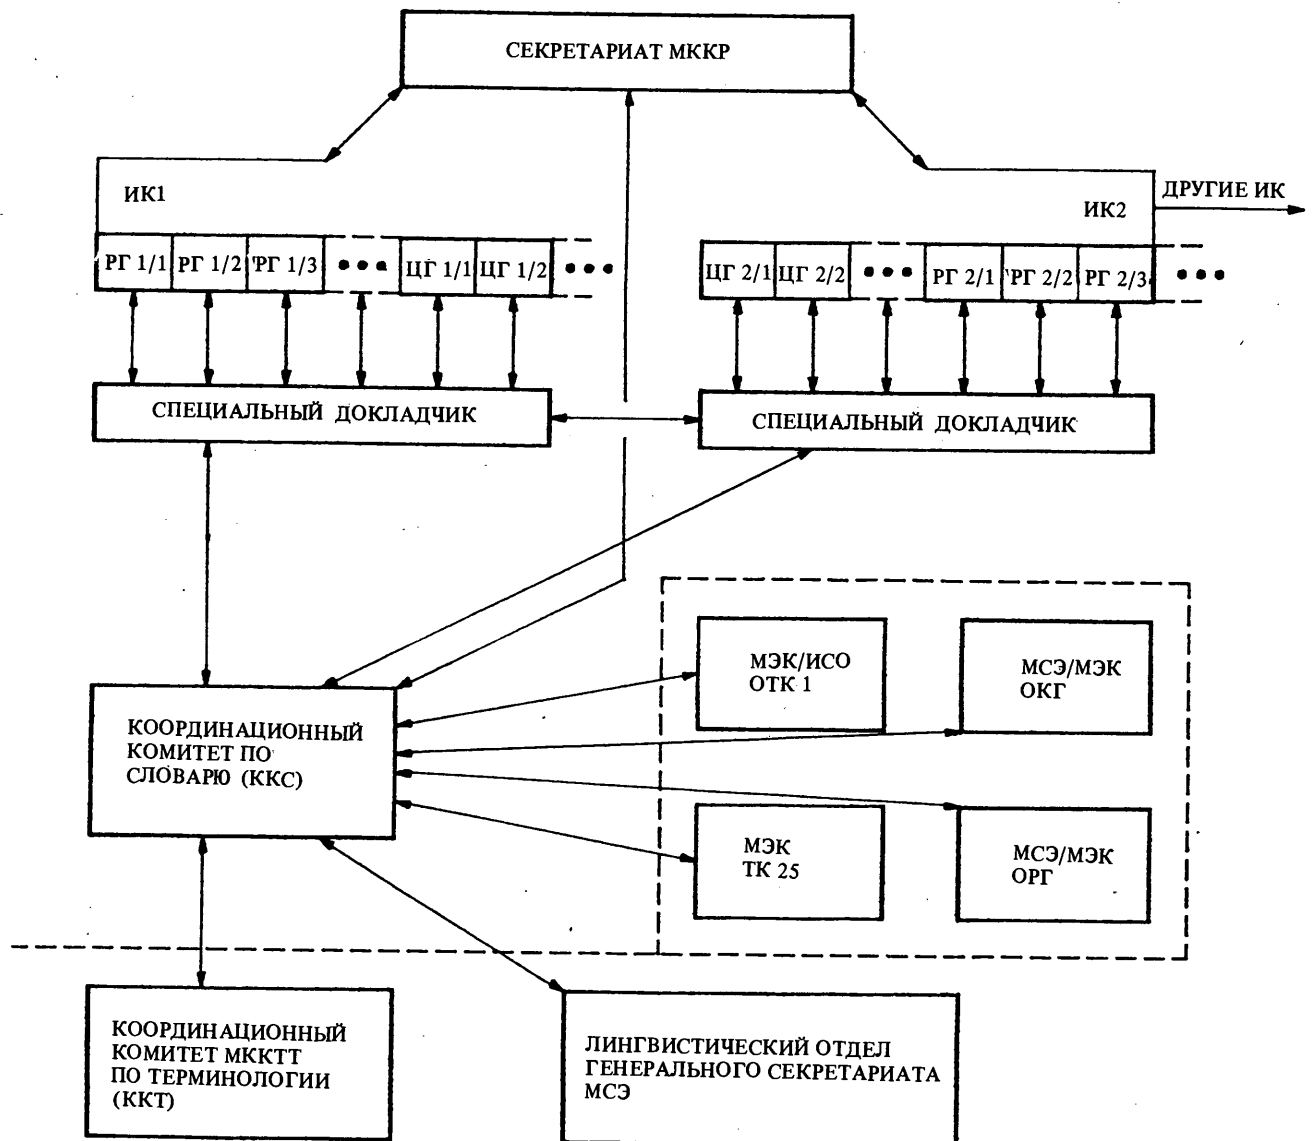 СЕКРЕТАРИАТ МККР
ИК1
ИК2
ДРУГИЕ ИК
РГ 1/1
РГ 1/2
РГ 1/3
ЦГ 1/1
ЦГ 1/2
ЦГ 2/1
ЦГ 2/2
РГ 2/1
РГ 2/2
РГ 2/3
СПЕЦИАЛЬНЫЙ ДОКЛАДЧИК
СПЕЦИАЛЬНЫЙ ДОКЛАДЧИК
КООРДИНАЦИОННЫЙ
КОМИТЕТ ПО
СЛОВАРЮ (ККС)
МЭК/ИСО
ОТК 1
МСЭ/МЭК
ОКГ
МЭК
ТК 25
МСЭ/МЭК
ОРГ
КООРДИНАЦИОННЫЙ
КОМИТЕТ МККТТ
ПО ТЕРМИНОЛОГИИ
(ККТ)
ЛИНГВИСТИЧЕСКИЙ ОТДЕЛ
ГЕНЕРАЛЬНОГО СЕКРЕТАРИАТА
МСЭ